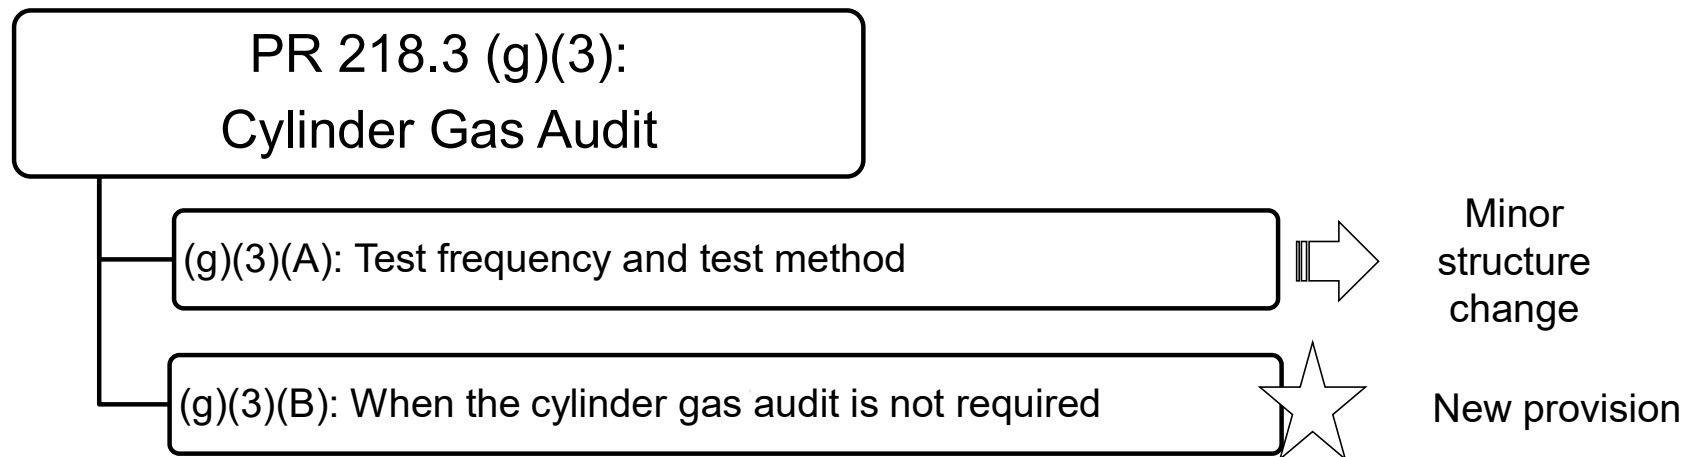 PR 218.3 (g)(3):
Cylinder Gas Audit
(g)(3)(A): Test frequency and test method
Minor
structure
change
(g)(3)(B): When the cylinder gas audit is not required
New provision